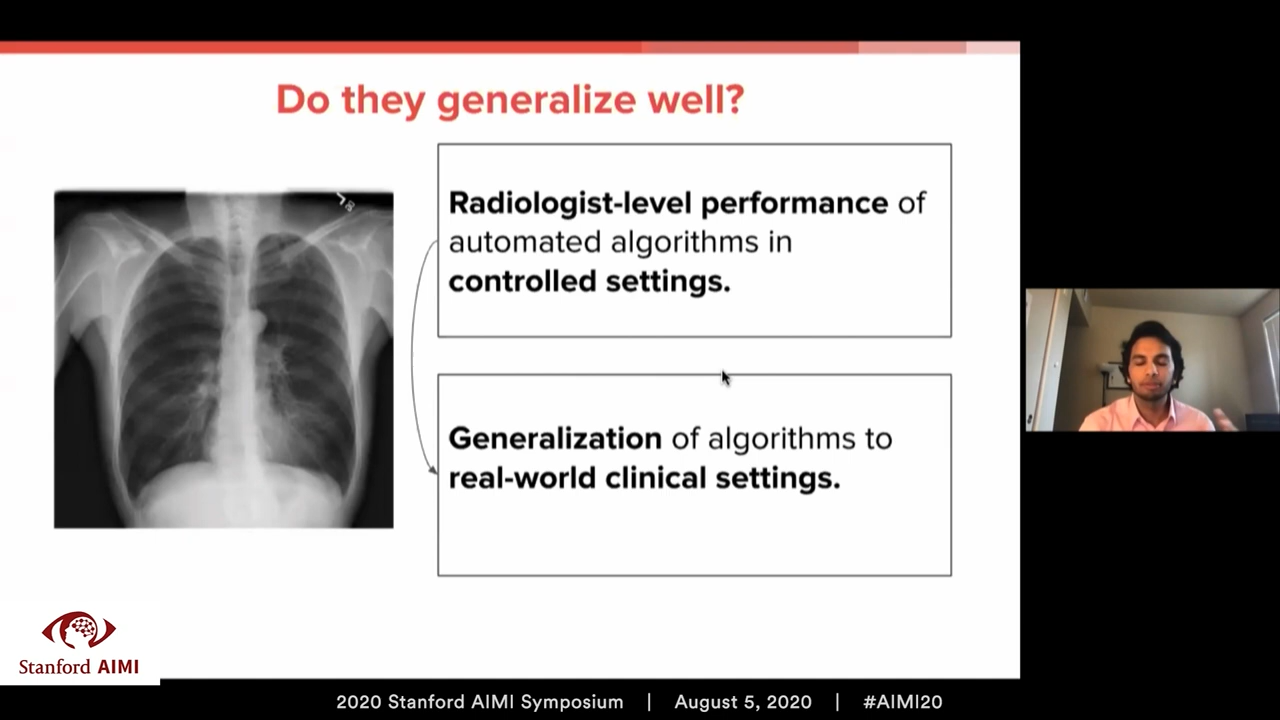 Do they generalize well?
Radiologist-level performance of
automated algorithms in
controlled settings.
Generalization of algorithms to
real-world clinical settings.
Stanford AIMI
2020 Stanford AIMI Symposium | August 5, 2020 | #AIMI20